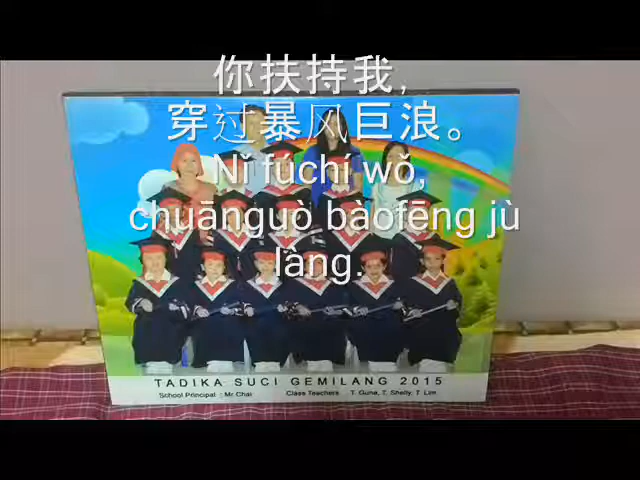 你扶持我，
穿过暴风巨浪。
Nǐ fúchí wǒ,
chuānguò bàofēng jù
làng.
TADIKA SUCI GEMILANG 2015
School Principal : Mr Chai Class Teachers T. Guna, T. Shelly, T. Lim